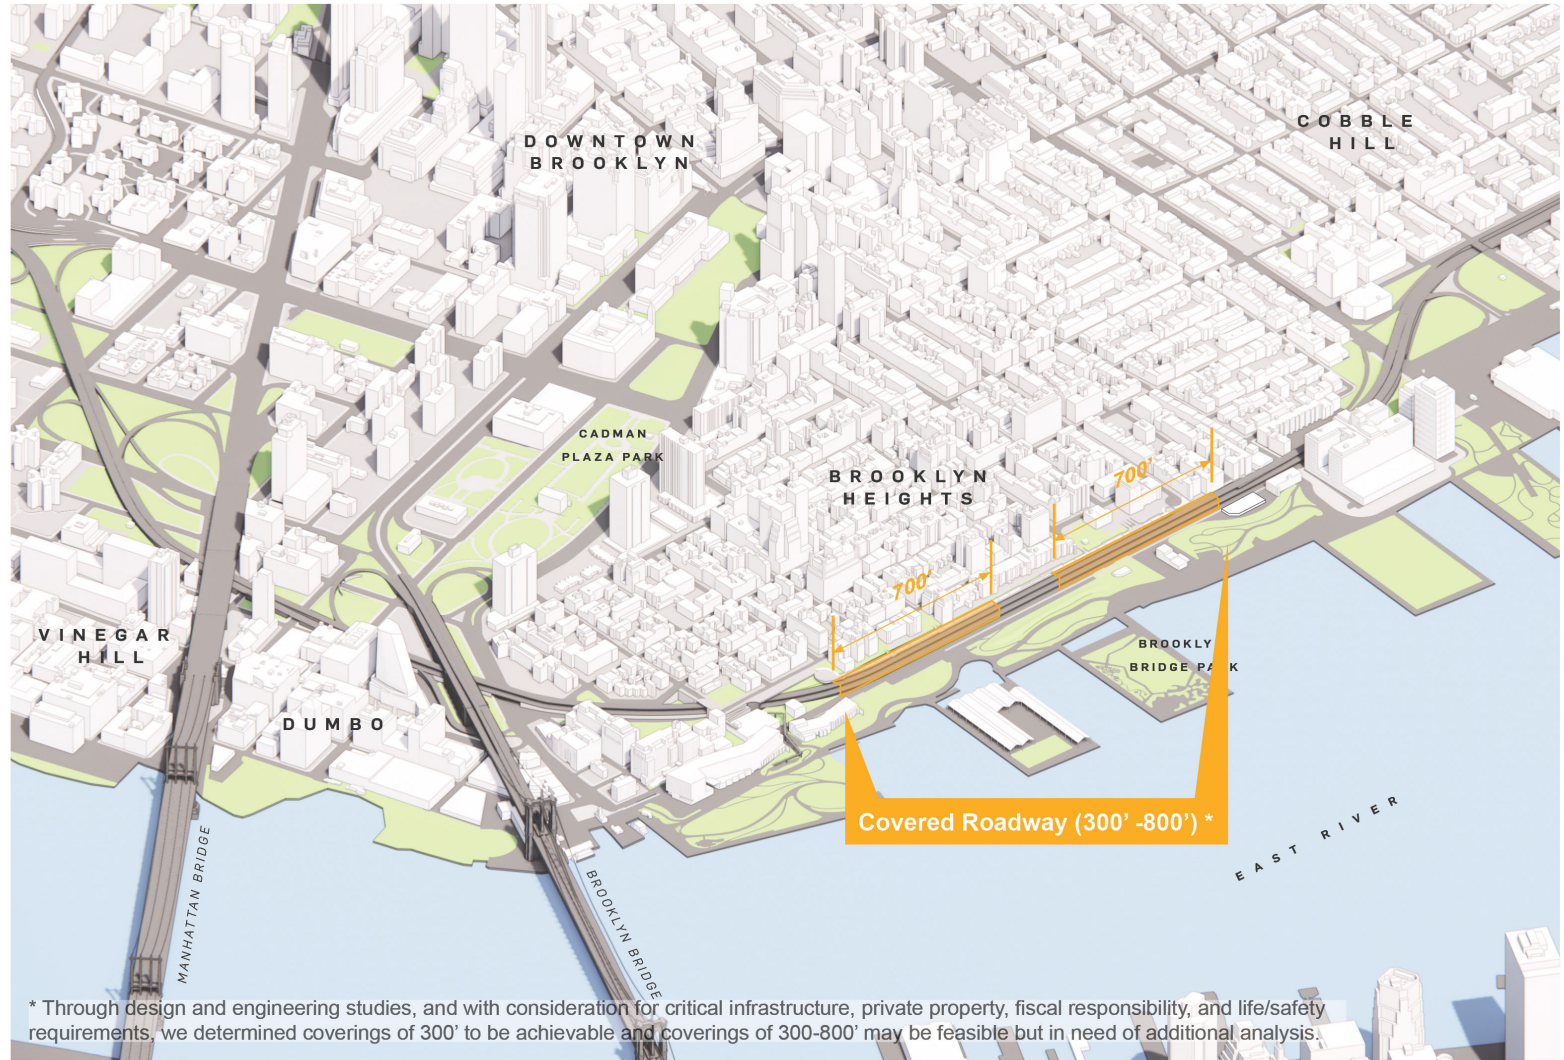 DOWNTOWN
BROOKLYN
COBBLE
HILL
CADMAN
PLAZA PARK
BROOKLYN
HEIGHTS
700'
700'
VINEGAR
HILL
DUMBO
BROOKLY
BRIDGE PA K
Covered Roadway (300’ -800’) *
EAST RIVER
MANHATTAN BRIDGE
BROOKLYN BRIDGE
* Through design and engineering studies, and with consideration for critical infrastructure, private property, fiscal responsibility, and life/safety
requirements, we determined coverings of 300’ to be achievable and coverings of 300-800’ may be feasible but in need of additional analysis.